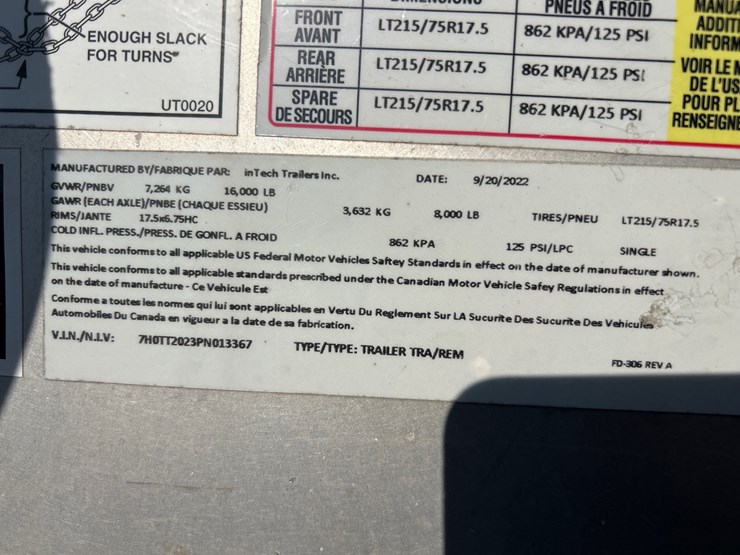 ENOUGH SLACK
FOR TURNS
UT0020
PNEUS A FROID
FRONT
AVANT
LT215/75R17.5
862 KPA/125 PSI
REAR
ARRIÈRE
LT215/75R17.5
862 KPA/125 PSI
SPARE
DE SECOURS
LT215/75R17.5
862 KPA/125 PSI
VOIR LE
DE L'US
POUR
MANUFACTURED BY/FABRIQUE PAR: inTech Trailers Inc. DATE: 9/20/2022
GVWR/PNBV 7,264 KG 16,000 LB
GAWR (EACH AXLE)/PNBE (CHAQUE ESSIEU) 3,632 KG 8,000 LB TIRES/PNEU LT215/75R17.5
RIMS/JANTE 17.5x6.75HC
COLD INFL. PRESS./PRESS. DE GONFL. A FROID 862 KPA 125 PSI/LPC SINGLE
This vehicle conforms to all applicable US Federal Motor Vehicles Saftey Standards in effect on the date of manufacturer shown.
This vehicle conforms to all applicable standards prescribed under the Canadian Motor Vehicle Safey Regulations in effect
on the date of manufacture - Ce Vehicule Est
Conforme a toutes les normes qui lui sont applicables en Vertu Du Reglement Sur LA Sucurite Des Sucurite Des Vehicules
Automobiles Du Canada en vigueur a la date de sa fabrication.
V.I.N./N.I.V: 7H0TT2023PN013367 TYPE/TYPE: TRAILER TRA/REM
FD-306 REV A